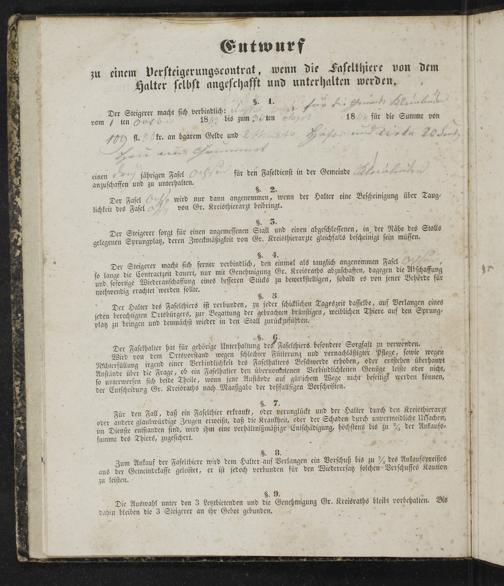 Entwurf
zu einem Versteigerungscontrat, wenn die Faselthiere von dem
Halter selbst angeschafft und unterhalten werden.
§. 1.
Der Steigerer macht sich verbindlich: für die
vom 1 ten 18 bis zum ten 18 für die Summe von
109 fl. kr. an baarem Gelde und
einen jährigen Fasel Ochsen für den Faseldienst in der Gemeinde
anzuschaffen und zu unterhalten.
§. 2.
Der Fasel wird nur dann angenommen, wenn der Halter eine Bescheinigung über Taug-
lichkeit des Fasel von Gr. Kreisthierarzt beibringt.
§. 3.
Der Steigerer sorgt für einen angemessenen Stall und einen abgeschlossenen, in der Nähe des Stalls
gelegenen Sprungplatz, deren Zweckmäßigkeit von Gr. Kreisthierarzte gleichfalls bescheinigt sein müssen.
§. 4.
Der Steigerer macht sich ferner verbindlich, den einmal als tauglich angenommenen Fasel
so lange die Contractzeit dauert, nur mit Genehmigung Gr. Kreisraths abzuschaffen, dagegen die Abschaffung
und sofortige Wiederanschaffung eines besseren Stücks zu bewerkstelligen, sobald es von jener Behörde für
nothwendig erachtet werden sollte.
§. 5
Der Halter des Faselthiers ist verbunden, zu jeder schicklichen Tageszeit dasselbe, auf Verlangen eines
jeden berechtigten Ortsbürgers, zur Begattung der gebrachten brünstigen, weiblichen Thiere auf den Sprung-
platz zu bringen und demnächst wieder in den Stall zurückzuführen.
§. 6.
Der Faselhalter hat für gehörige Unterhaltung des Faselthiers besondere Sorgfalt zu verwenden.
Wird von dem Ortsvorstand wegen schlechter Fütterung und vernachlässigter Pflege, sowie wegen
Nichterfüllung irgend einer Verbindlichkeit des Faselhalters Beschwerde erhoben, oder entstehen überhaupt
Anstände über die Frage, ob ein Faselhalter den übernommenen Verbindlichkeiten Genüge leiste oder nicht,
so unterwerfen sich beide Theile, wenn jene Anstände auf gütlichem Wege nicht beseitigt werden können,
der Entscheidung Gr. Kreisraths nach Maaßgabe der desfallsigen Vorschriften.
§. 7.
Für den Fall, daß ein Faselthier erkrankt, oder verunglückt und der Halter durch den Kreisthierarzt
oder andere glaubwürdige Zeugen erweist, daß die Krankheit, oder der Schaden durch unvermeidliche Ursachen,
im Dienste entstanden sind, wird ihm eine verhältnißmäßige Entschädigung, höchstens bis zu der Ankaufs-
summe des Thiers, zugesichert.
§. 8.
Zum Ankauf der Faselthiere wird dem Halter auf Verlangen ein Vorschuß bis zu des Ankaufspreises
aus der Gemeindekasse geleistet, er ist jedoch verbunden für den Wiederersatz solchen Vorschusses Kaution
zu leisten.
§. 9.
Die Auswahl unter den 3 Letztbietenden und die Genehmigung Gr. Kreisraths bleibt vorbehalten. Bis
dahin bleiben die 3 Steigerer an ihr Gebot gebunden.